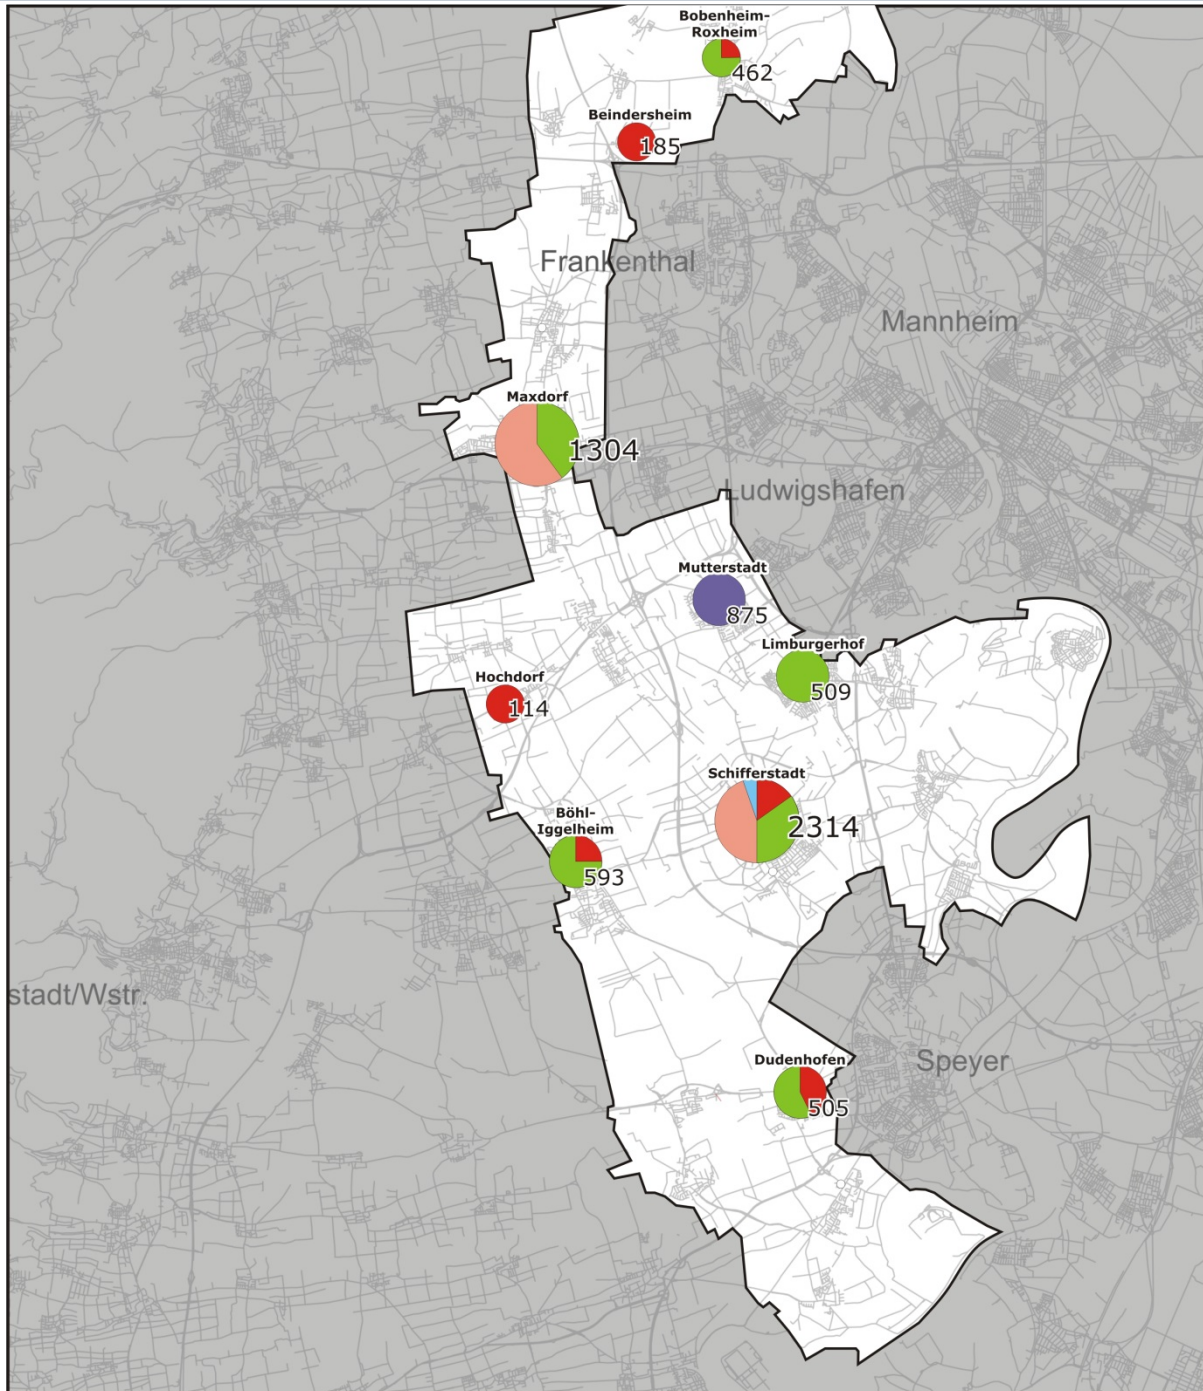 Bobenheim-
Roxheim
462
Beindersheim
185
Frankenthal
Mannheim
Maxdorf
1304
Ludwigshafen
Mutterstadt
875
Limburgerhof
509
Hochdorf
114
Schifferstadt
2314
Böhl-
Iggelheim
593
stadt/Wstr.
Dudenhofen
505
Speyer